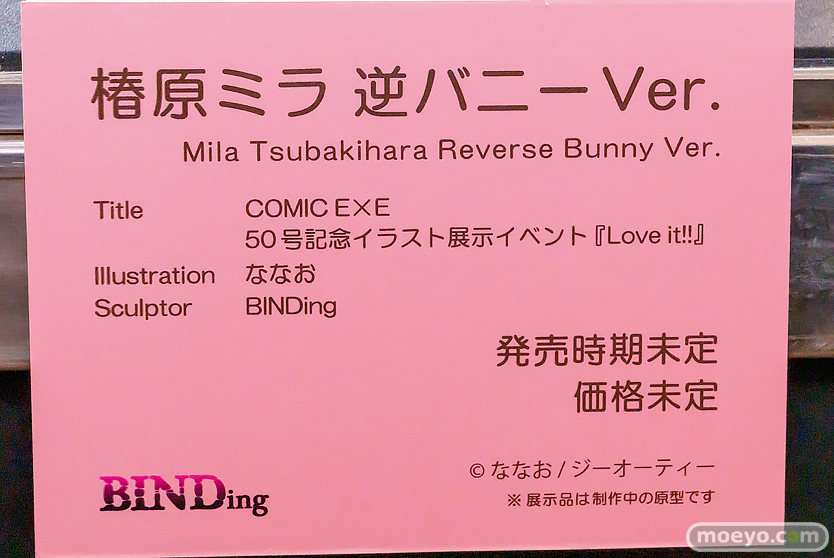 椿原ミラ 逆バニーVer.
Mila Tsubakihara Reverse Bunny Ver.
Title COMIC E×E
50号記念イラスト展示イベント『Love it!!』
Illustration ななお
Sculptor BINDing
発売時期未定
価格未定
© ななお / ジーオーティー
※展示品は制作中の原型です
BINDing
moeyo.com